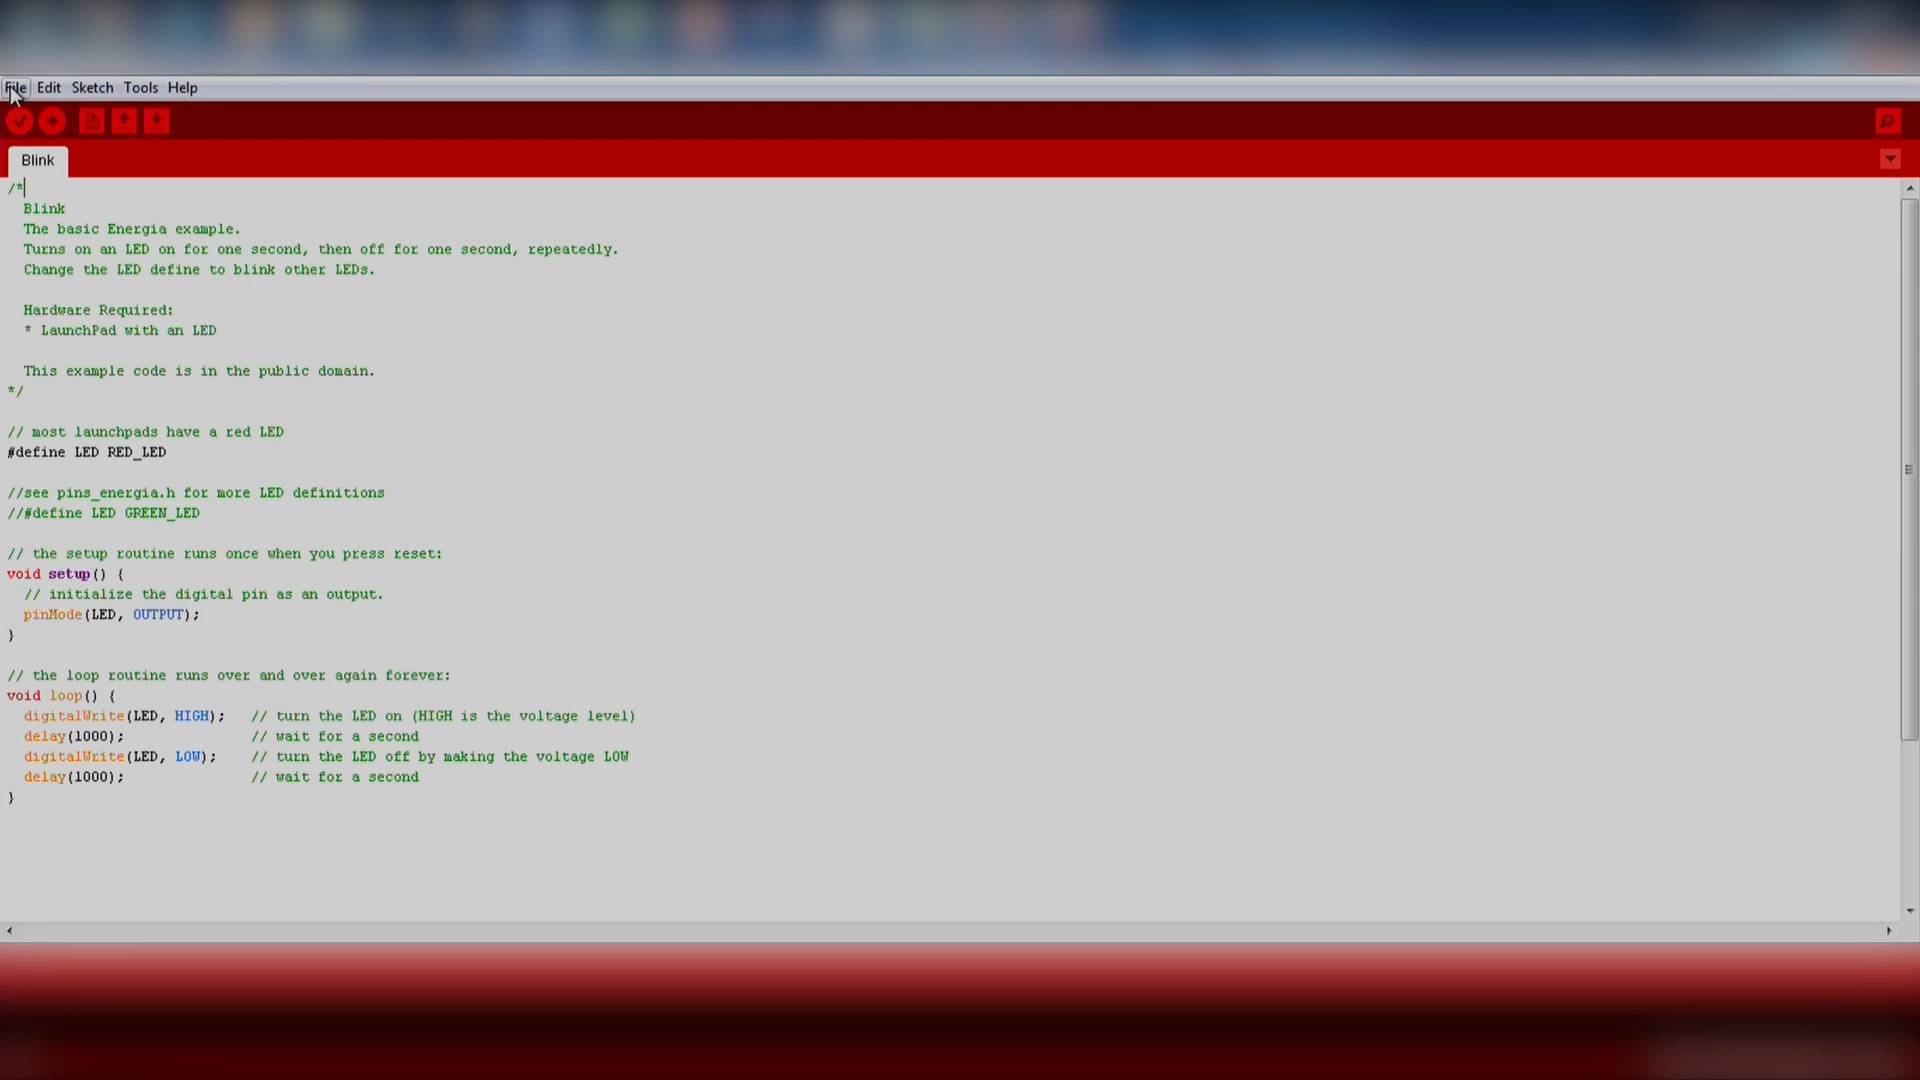 File Edit Sketch Tools Help
Blink
/*
Blink
The basic Energia example.
Turns on an LED on for one second, then off for one second, repeatedly.
Change the LED define to blink other LEDs.
Hardware Required:
* LaunchPad with an LED
This example code is in the public domain.
*/
// most launchpads have a red LED
#define LED RED_LED
//see pins_energia.h for more LED definitions
//#define LED GREEN_LED
// the setup routine runs once when you press reset:
void setup() {
// initialize the digital pin as an output.
pinMode(LED, OUTPUT);
}
// the loop routine runs over and over again forever:
void loop() {
digitalWrite(LED, HIGH);   // turn the LED on (HIGH is the voltage level)
delay(1000);               // wait for a second
digitalWrite(LED, LOW);    // turn the LED off by making the voltage LOW
delay(1000);               // wait for a second
}